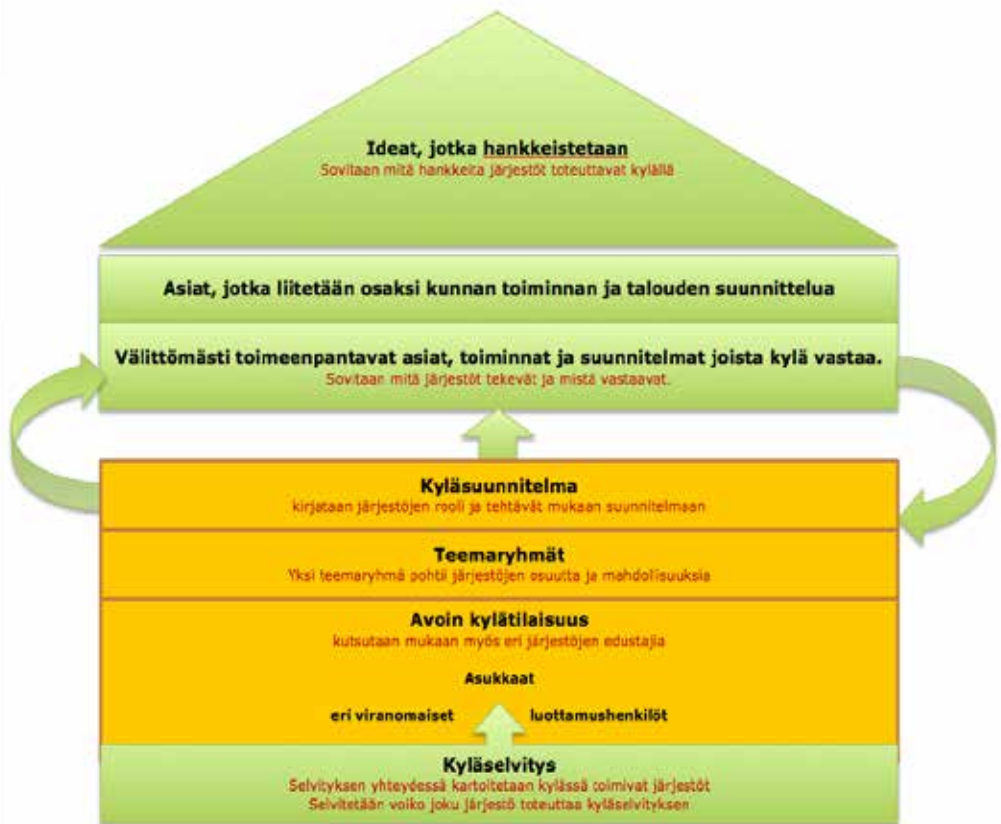 Ideat, jotka hankkeistetaan
Sovitaan mitä hankkeita järjestöt toteuttavat kylällä
Asiat, jotka liitetään osaksi kunnan toiminnan ja talouden suunnittelua
Välittömästi toimeenpantavat asiat, toiminnat ja suunnitelmat joista kylä vastaa.
Sovitaan mitä järjestöt tekevät ja mistä vastaavat.
Kyläsuunnitelma
kirjataan järjestöjen rooli ja tehtävät mukaan suunnitelmaan
Teemaryhmät
Yksi teemaryhmä pohtii järjestöjen osuutta ja mahdollisuuksia
Avoin kylätilaisuus
kutsutaan mukaan myös eri järjestöjen edustajia
Asukkaat
eri viranomaiset luottamushenkilöt
Kyläselvitys
Selvityksen yhteydessä kartoitetaan kylässä toimivat järjestöt
Selvitetään voiko joku järjestö toteuttaa kyläselvityksen